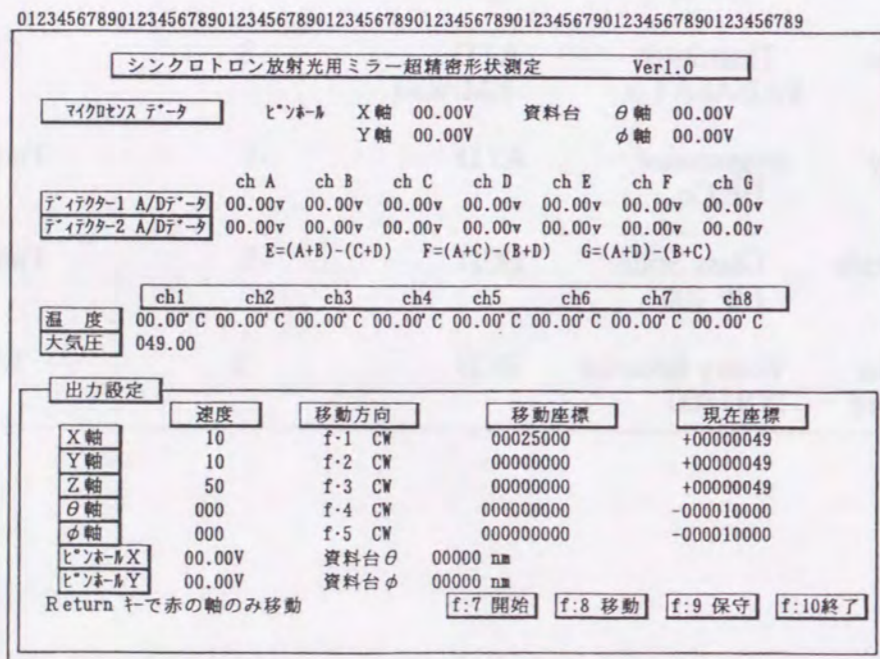 01234567890123456789012345678901234567890123456789012345678901234567890123456789
シンクロトロン放射光用ミラー超精密形状測定 Ver1.0
マイクロセンス データ ピンホール X軸 00.00V 資料台 θ軸 00.00V
Y軸 00.00V φ軸 00.00V
ch A ch B ch C ch D ch E ch F ch G
ディテクター1 A/Dデータ 00.00v 00.00v 00.00v 00.00v 00.00v 00.00v 00.00v
ディテクター2 A/Dデータ 00.00v 00.00v 00.00v 00.00v 00.00v 00.00v 00.00v
E=(A+B)-(C+D) F=(A+C)-(B+D) G=(A+D)-(B+C)
ch1 ch2 ch3 ch4 ch5 ch6 ch7 ch8
温 度 00.00°C 00.00°C 00.00°C 00.00°C 00.00°C 00.00°C 00.00°C 00.00°C
大気圧 049.00
出力設定
速度 移動方向 移動座標 現在座標
X軸 10 f・1 CW 00025000 +00000049
Y軸 10 f・2 CW 00000000 +00000049
Z軸 50 f・3 CW 00000000 +00000049
θ軸 000 f・4 CW 000000000 -000010000
φ軸 000 f・5 CW 000000000 -000010000
ピンホールX 00.00V 資料台θ 00000 nm
ピンホールY 00.00V 資料台φ 00000 nm
Return キーで赤の軸のみ移動 f:7 開始 f:8 移動 f:9 保守 f:10終了